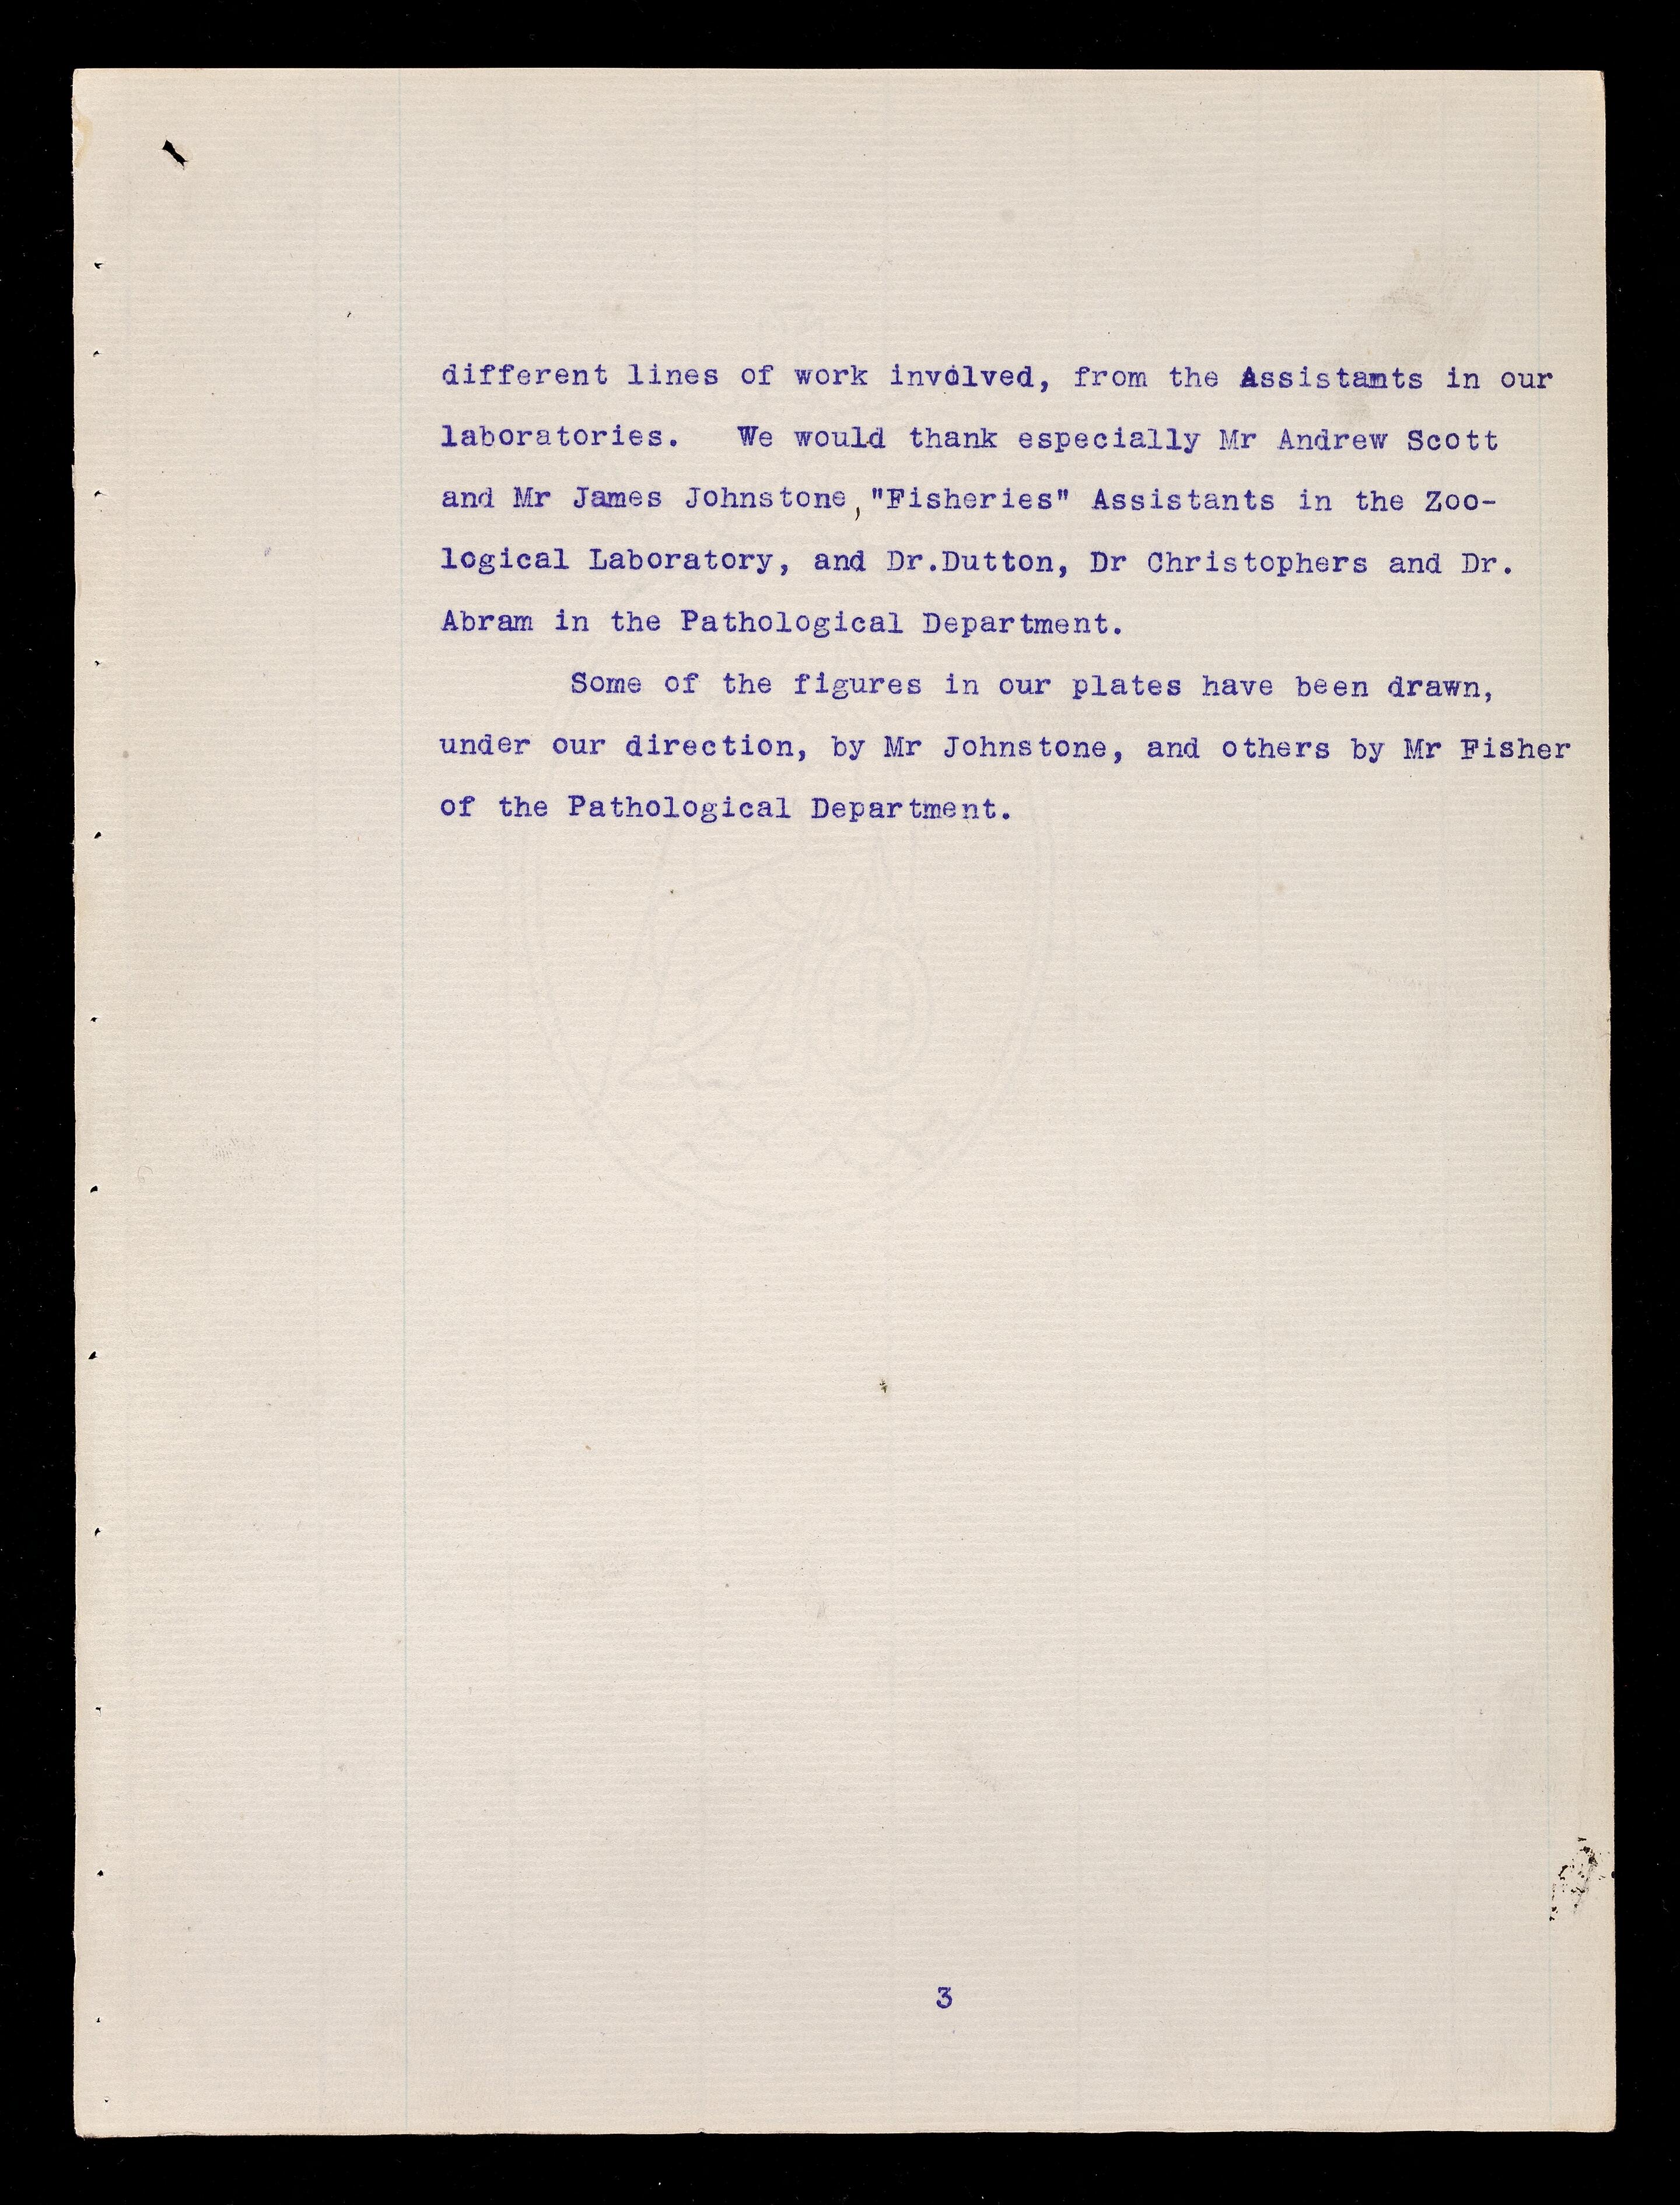 different lines of work involved, from the Assistants in our
laboratories. We would thank especially Mr Andrew Scott
and Mr James Johnstone, "Fisheries" Assistants in the Zoo-
logical Laboratory, and Dr.Dutton, Dr Christophers and Dr.
Abram in the Pathological Department.
Some of the figures in our plates have been drawn,
under our direction, by Mr Johnstone, and others by Mr Fisher
of the Pathological Department.
3